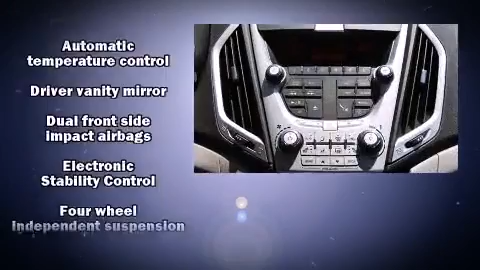 Automatic
temperature control
Driver vanity mirror
Dual front side
impact airbags
Electronic
Stability Control
Four wheel
Independent suspension